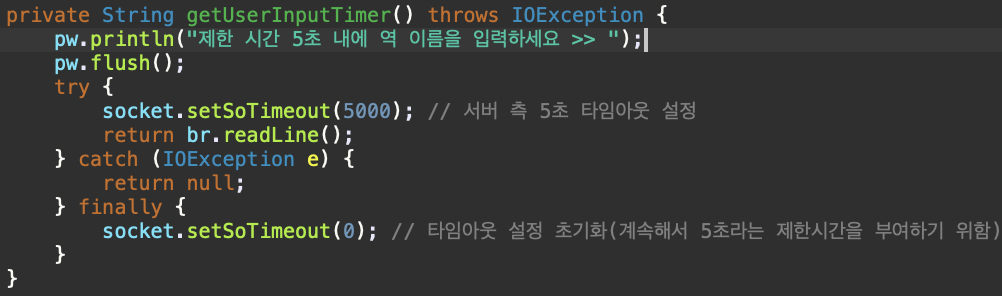 private String getUserInputTimer() throws IOException {
    pw.println("제한 시간 5초 내에 역 이름을 입력하세요 >> ");
    pw.flush();
    try {
        socket.setSoTimeout(5000); // 서버 측 5초 타임아웃 설정
        return br.readLine();
    } catch (IOException e) {
        return null;
    } finally {
        socket.setSoTimeout(0); // 타임아웃 설정 초기화(계속해서 5초라는 제한시간을 부여하기 위함)
    }
}